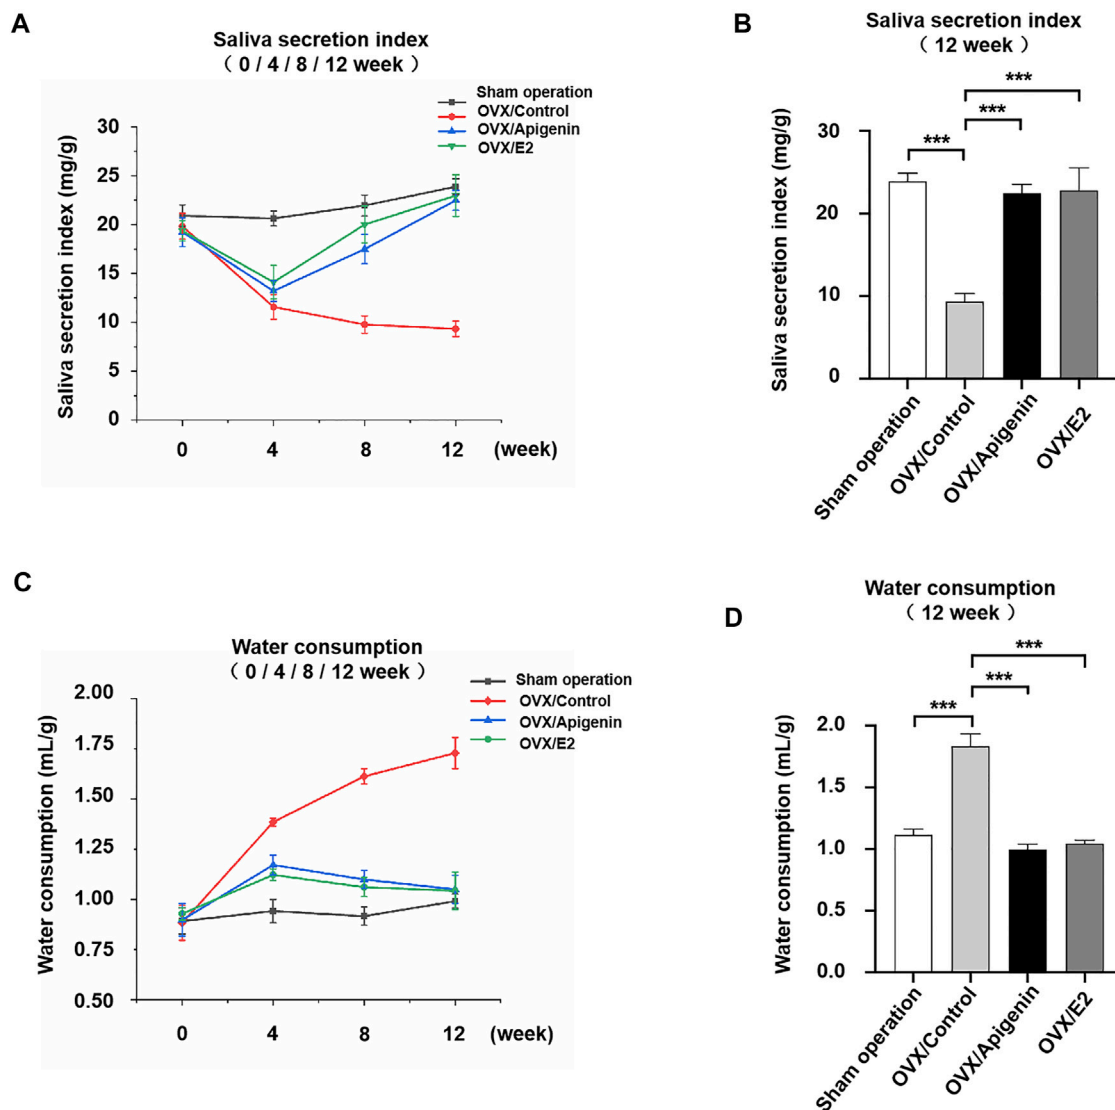 A
Saliva secretion index
( 0 / 4 / 8 / 12 week )
Sham operation
OVX/Control
OVX/Apigenin
OVX/E2
Saliva secretion index (mg/g)
30
25
20
15
10
5
0
0 4 8 12 (week)
B
Saliva secretion index
( 12 week )
***
***
***
Saliva secretion index (mg/g)
30
20
10
0
Sham operation
OVX/Control
OVX/Apigenin
OVX/E2
C
Water consumption
( 0 / 4 / 8 / 12 week )
Sham operation
OVX/Control
OVX/Apigenin
OVX/E2
Water consumption (mL/g)
2.00
1.75
1.50
1.25
1.00
0.75
0.50
0 4 8 12 (week)
D
Water consumption
( 12 week )
***
***
***
Water consumption (mL/g)
2.0
1.5
1.0
0.5
0.0
Sham operation
OVX/Control
OVX/Apigenin
OVX/E2